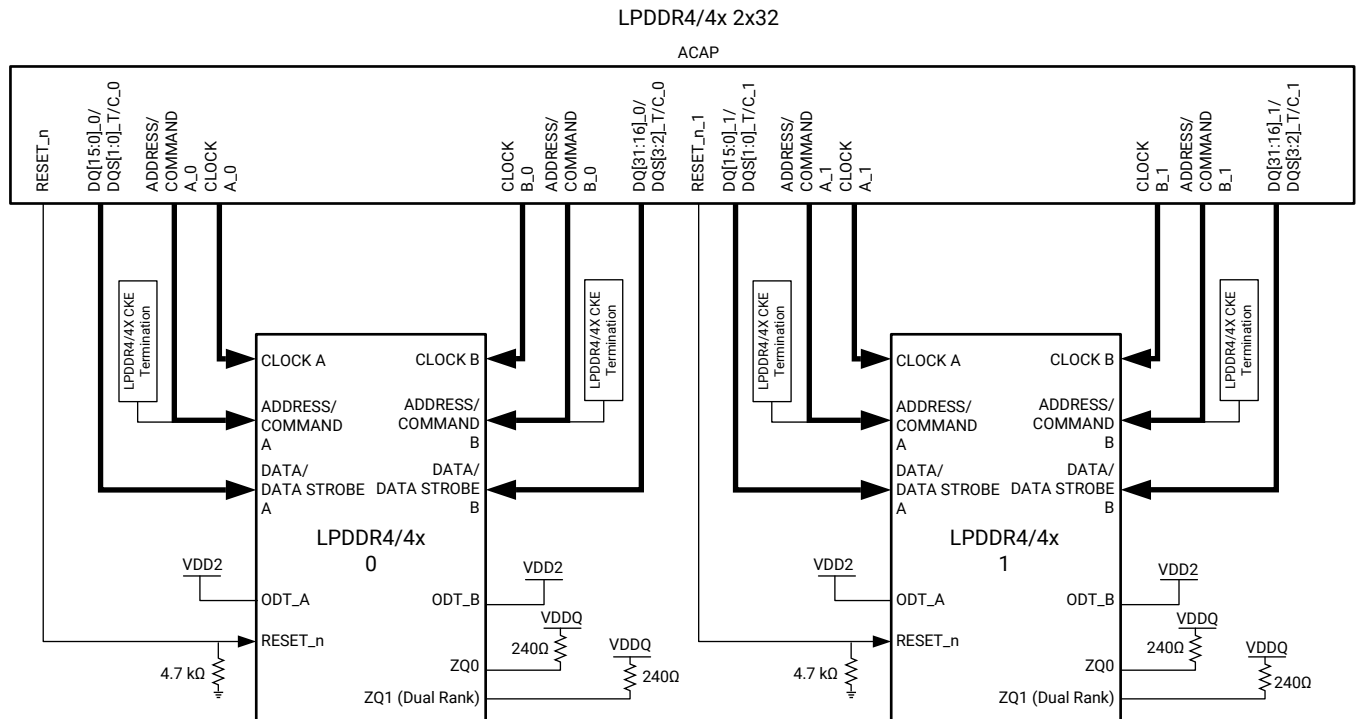 LPDDR4/4x 2x32
ACAP
RESET_n
DQ[15:0]_0/
DQS[1:0]_T/C_0
ADDRESS/
COMMAND
A_0
CLOCK
A_0
CLOCK
B_0
ADDRESS/
COMMAND
B_0
DQ[31:16]_0/
DQS[3:2]_T/C_0
RESET_n_1
DQ[15:0]_1/
DQS[1:0]_T/C_1
ADDRESS/
COMMAND
A_1
CLOCK
A_1
CLOCK
B_1
ADDRESS/
COMMAND
B_1
DQ[31:16]_1/
DQS[3:2]_T/C_1
LPDDR4/4X CKE
Termination
CLOCK A
ADDRESS/
COMMAND
A
DATA/
DATA STROBE
A
CLOCK B
ADDRESS/
COMMAND
B
DATA/
DATA STROBE
B
LPDDR4/4X CKE
Termination
LPDDR4/4x
0
VDD2
ODT_A
RESET_n
4.7 kΩ
ODT_B
VDD2
VDDQ
240Ω
ZQ0
VDDQ
240Ω
ZQ1 (Dual Rank)
LPDDR4/4X CKE
Termination
CLOCK A
ADDRESS/
COMMAND
A
DATA/
DATA STROBE
A
CLOCK B
ADDRESS/
COMMAND
B
DATA/
DATA STROBE
B
LPDDR4/4X CKE
Termination
LPDDR4/4x
1
VDD2
ODT_A
RESET_n
4.7 kΩ
ODT_B
VDD2
VDDQ
240Ω
ZQ0
VDDQ
240Ω
ZQ1 (Dual Rank)